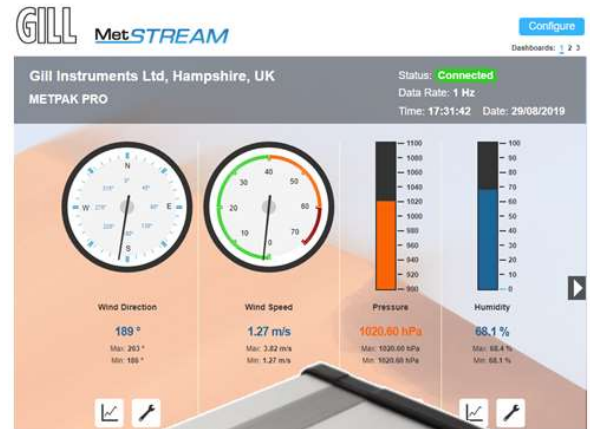 GILL MetSTREAM
Configure
Dashboards: 1 2 3
Gill Instruments Ltd, Hampshire, UK
METPAK PRO
Status: Connected
Data Rate: 1 Hz
Time: 17:31:42 Date: 29/08/2019
N
W
E
S
0
10
20
30
40
50
60
70
1100
1080
1060
1040
1020
1000
980
960
940
920
100
90
80
70
60
50
40
30
20
10
0
Wind Direction
189 °
Max: 263 °
Min: 186 °
Wind Speed
1.27 m/s
Max: 3.82 m/s
Min: 1.27 m/s
Pressure
1020.60 hPa
Max: 1020.60 hPa
Min: 1020.60 hPa
Humidity
68.1 %
Max: 68.4 %
Min: 68.1 %